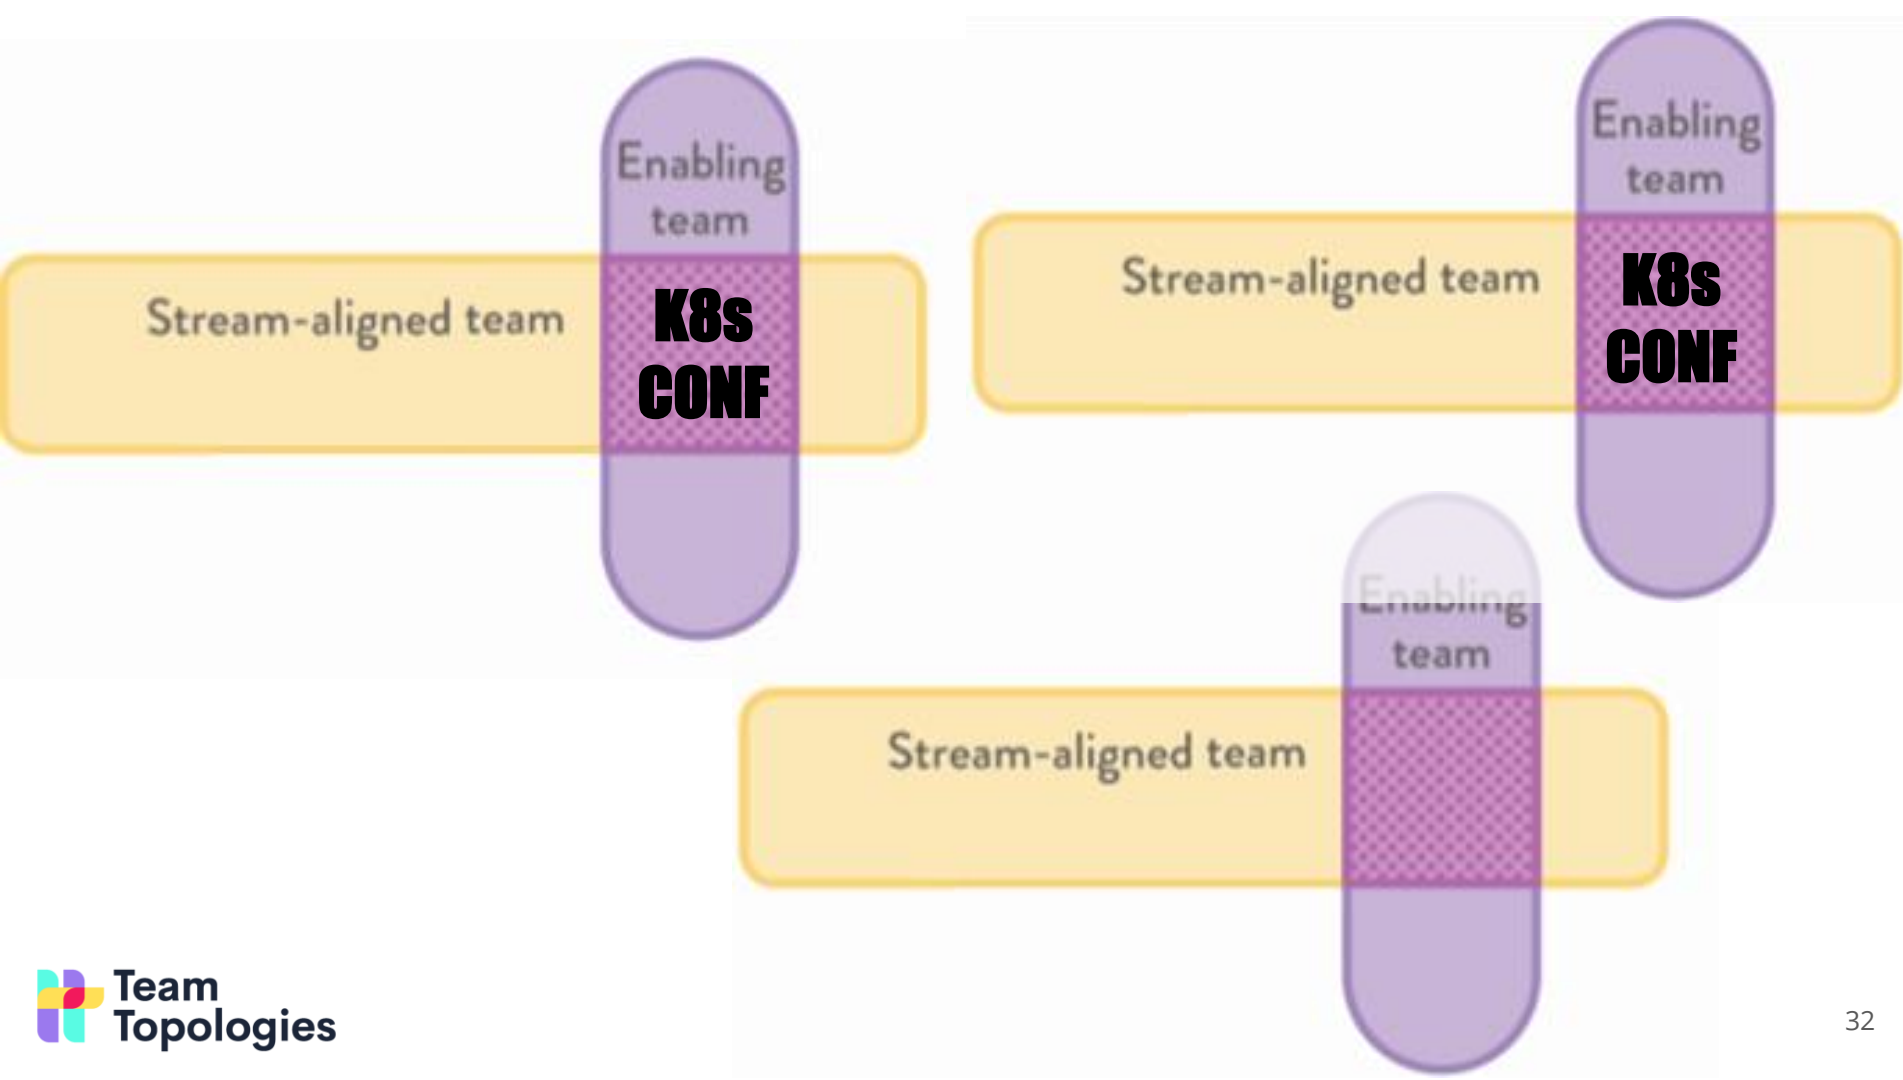 Enabling
team
Stream-aligned team
K8s
CONF
Enabling
team
Stream-aligned team
K8s
CONF
Enabling
team
Stream-aligned team
Team
Topologies
32